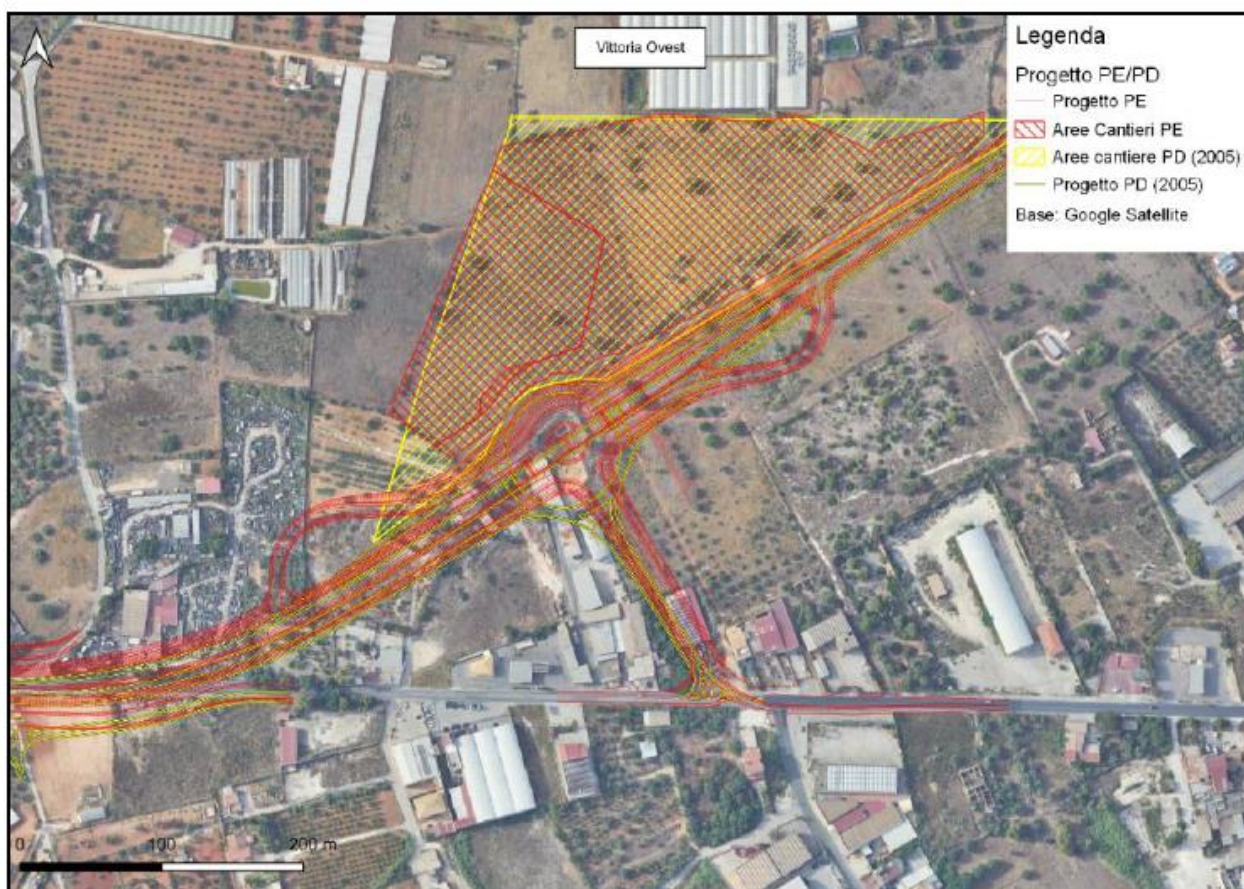 Vittoria Ovest
Legenda
Progetto PE/PD
Progetto PE
Aree Cantieri PE
Aree cantiere PD (2005)
Progetto PD (2005)
Base: Google Satellite
0 100 200 m